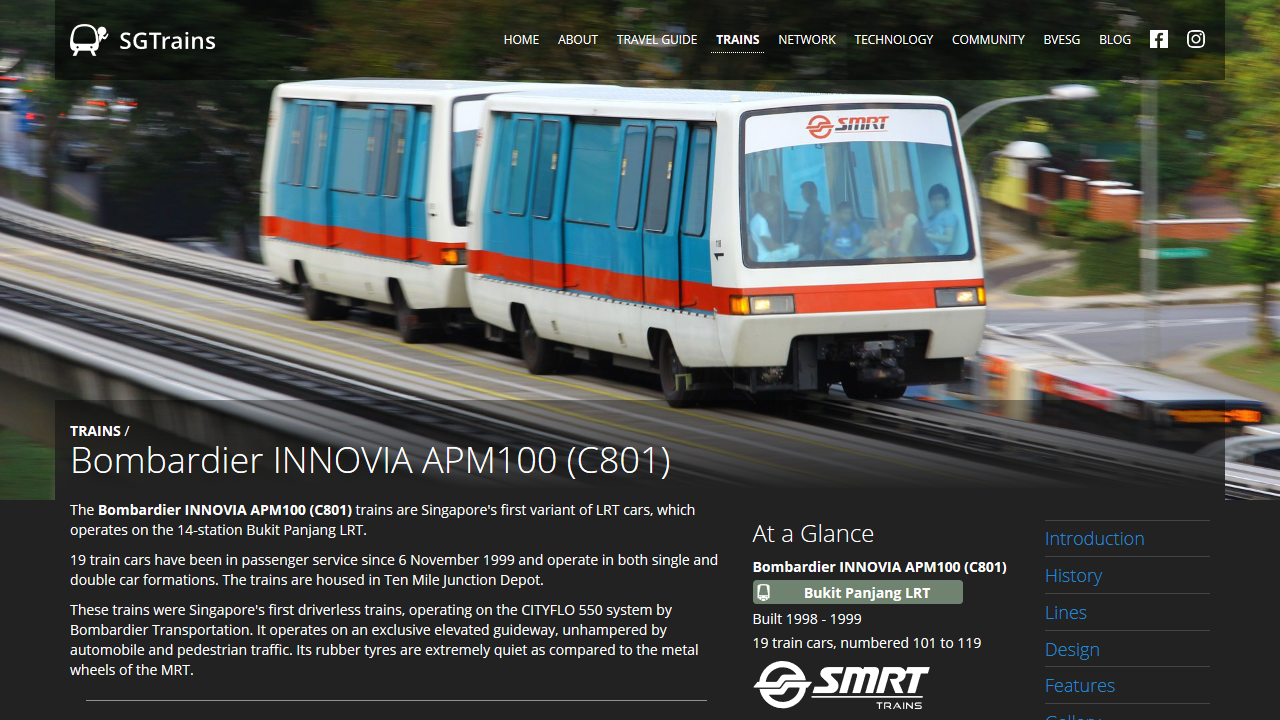 SGTrains
HOME ABOUT TRAVEL GUIDE TRAINS NETWORK TECHNOLOGY COMMUNITY BVESG BLOG
SMRT
TRAINS /
Bombardier INNOVIA APM100 (C801)
The Bombardier INNOVIA APM100 (C801) trains are Singapore's first variant of LRT cars, which
operates on the 14-station Bukit Panjang LRT.
19 train cars have been in passenger service since 6 November 1999 and operate in both single and
double car formations. The trains are housed in Ten Mile Junction Depot.
These trains were Singapore's first driverless trains, operating on the CITYFLO 550 system by
Bombardier Transportation. It operates on an exclusive elevated guideway, unhampered by
automobile and pedestrian traffic. Its rubber tyres are extremely quiet as compared to the metal
wheels of the MRT.
At a Glance
Bombardier INNOVIA APM100 (C801)
Bukit Panjang LRT
Built 1998 - 1999
19 train cars, numbered 101 to 119
SMRT
TRAINS
Introduction
History
Lines
Design
Features